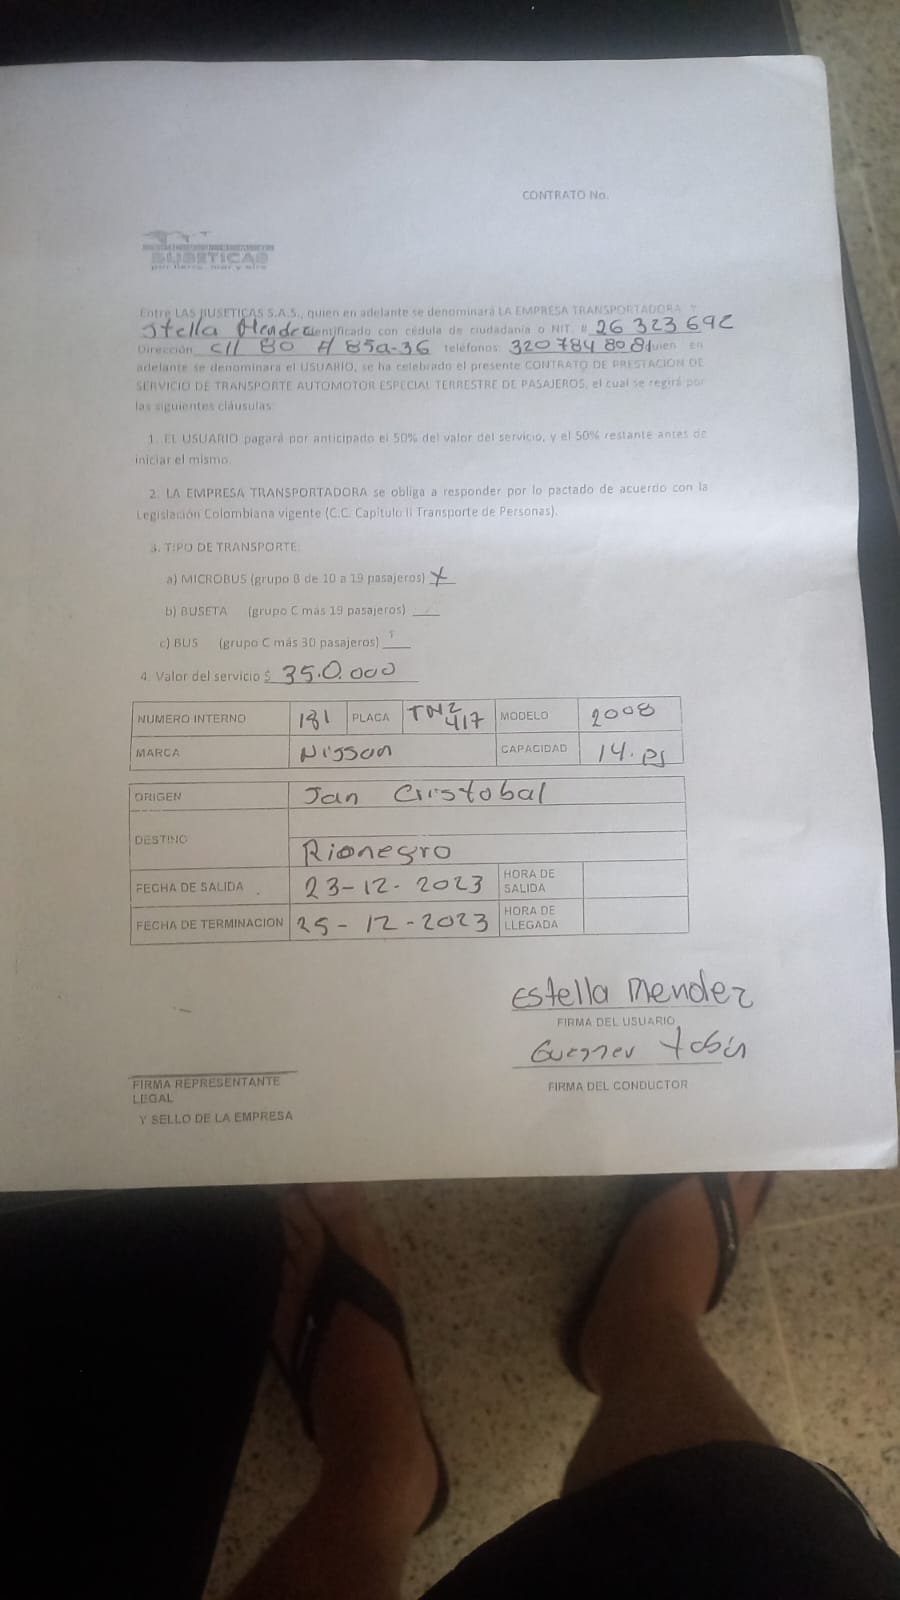 CONTRATO No.
BUSETICAS
por tierra, mar y aire
Entre LAS BUSETICAS S.A.S., quien en adelante se denominará LA EMPRESA TRANSPORTADORA Y
Stella Mendez identificado con cédula de ciudadanía o NIT. # 26 323 692
Dirección cll 80 # 85a-36 teléfonos: 320 784 8081 quien en
adelante se denominara el USUARIO, se ha celebrado el presente CONTRATO DE PRESTACION DE
SERVICIO DE TRANSPORTE AUTOMOTOR ESPECIAL TERRESTRE DE PASAJEROS, el cual se regirá por
las siguientes cláusulas:
1. EL USUARIO pagará por anticipado el 50% del valor del servicio, y el 50% restante antes de
iniciar el mismo.
2. LA EMPRESA TRANSPORTADORA se obliga a responder por lo pactado de acuerdo con la
Legislación Colombiana vigente (C.C. Capitulo II Transporte de Personas).
3. TIPO DE TRANSPORTE:
a) MICROBUS (grupo B de 10 a 19 pasajeros) X
b) BUSETA (grupo C más 19 pasajeros)
c) BUS (grupo C más 30 pasajeros)
4. Valor del servicio $ 350.000
NUMERO INTERNO 181 PLACA TNZ 417 MODELO 2008
MARCA Nissan CAPACIDAD 14. Ps
ORIGEN San Cristobal
DESTINO Rionegro
FECHA DE SALIDA 23-12-2023 HORA DE SALIDA
FECHA DE TERMINACION 25-12-2023 HORA DE LLEGADA
Estella Mendez
FIRMA DEL USUARIO
FIRMA DEL CONDUCTOR
FIRMA REPRESENTANTE
LEGAL
Y SELLO DE LA EMPRESA